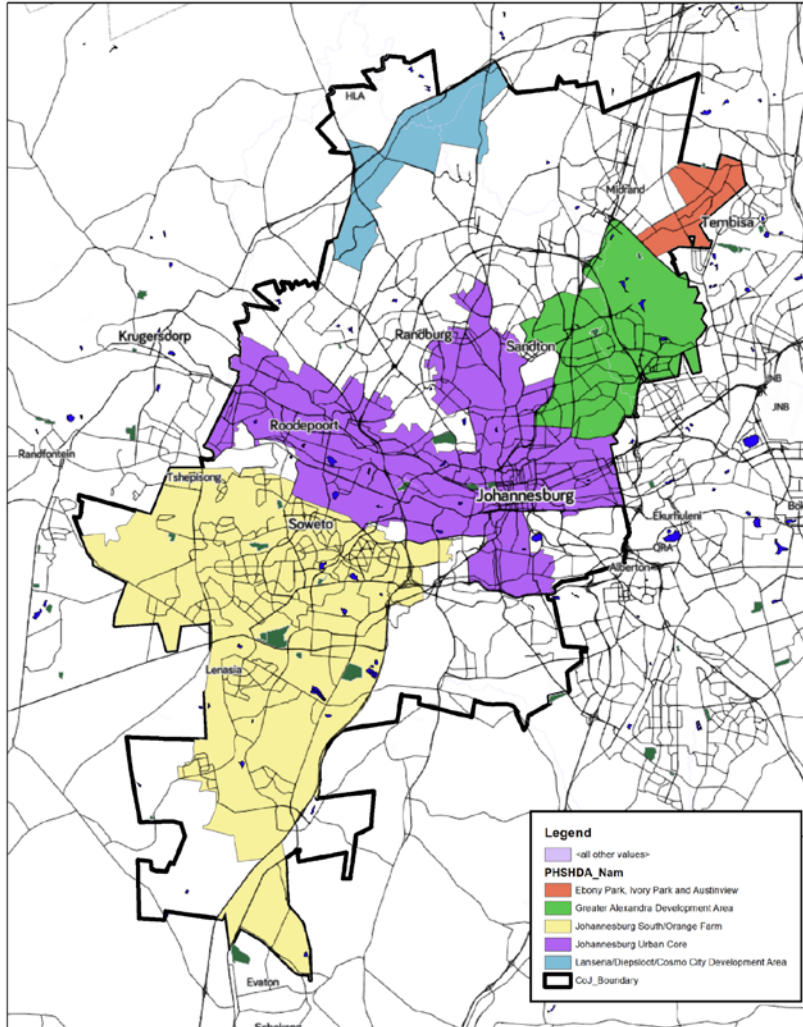 HLA
Midrand
Tembisa
Krugersdorp
Randburg
Sandton
JNB
Roodepoort
Randfontein
Tshepisong
Johannesburg
Soweto
Ekurhuleni
QRA
Alberton
Lenasia
Evaton
Legend
<all other values>
PHSHDA_Nam
Ebony Park, Ivory Park and Austinview
Greater Alexandra Development Area
Johannesburg South/Orange Farm
Johannesburg Urban Core
Lanseria/Diepsloot/Cosmo City Development Area
CoJ_Boundary